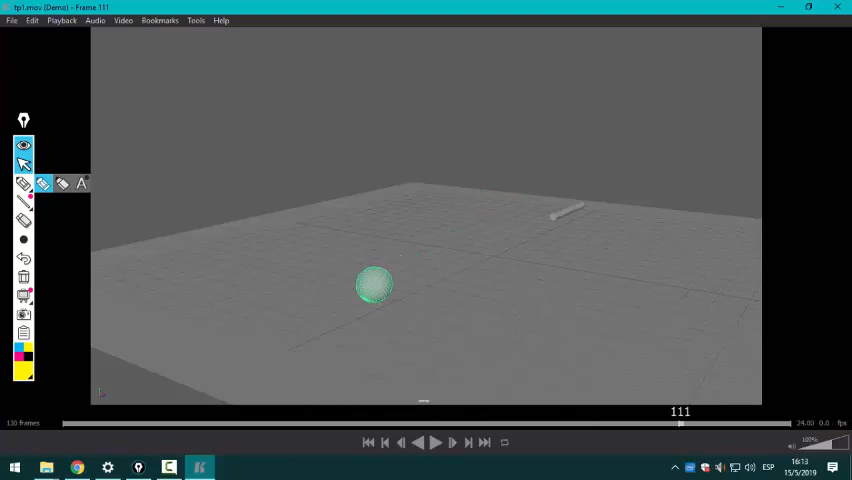 tp1.mov (Demo) - Frame 111
File Edit Playback Audio Video Bookmarks Tools Help
A
111
130 frames
24.00 0.0 fps
100%
ESP
16:13
15/5/2019